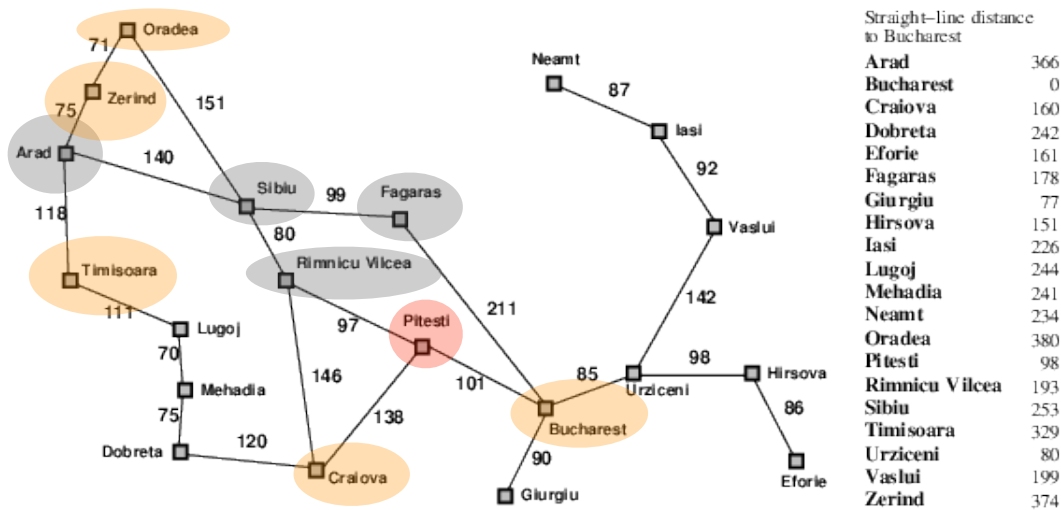 Oradea
71
Neamt
87
Zerind
151
75
Iasi
Arad
140
92
Sibiu
99
Fagaras
118
80
Vaslui
Timisoara
Rimnicu Vilcea
142
111
211
Lugoj
97
Pitesti
70
98
Hirsova
146
101
85
Urziceni
Mehadia
138
86
75
Bucharest
120
90
Dobreta
Craiova
Eforie
Giurgiu
Straight–line distance
to Bucharest
Arad 366
Bucharest 0
Craiova 160
Dobreta 242
Eforie 161
Fagaras 178
Giurgiu 77
Hirsova 151
Iasi 226
Lugoj 244
Mehadia 241
Neamt 234
Oradea 380
Pitesti 98
Rimnicu Vilcea 193
Sibiu 253
Timisoara 329
Urziceni 80
Vaslui 199
Zerind 374